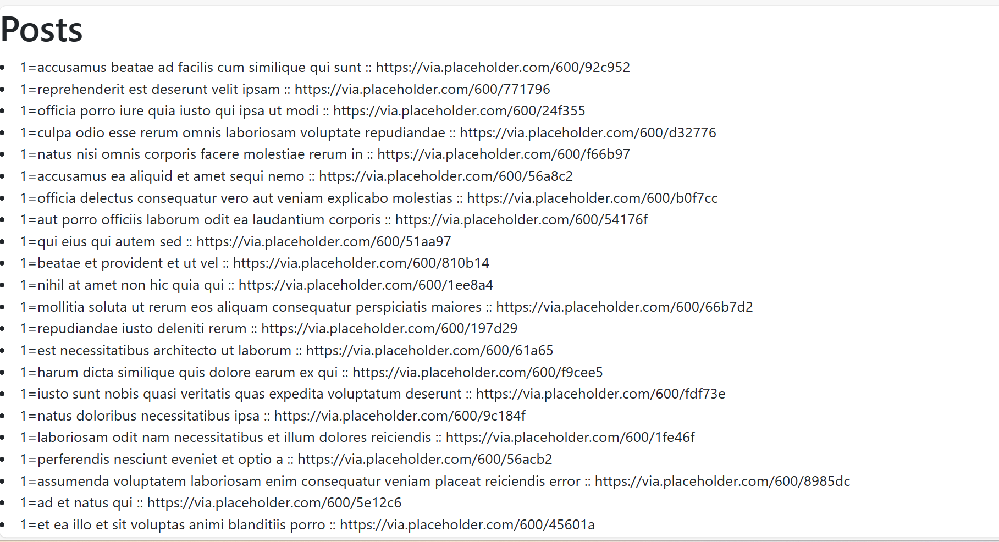 Posts
1=accusamus beatae ad facilis cum similique qui sunt :: https://via.placeholder.com/600/92c952
1=reprehenderit est deserunt velit ipsam :: https://via.placeholder.com/600/771796
1=officia porro iure quia iusto qui ipsa ut modi :: https://via.placeholder.com/600/24f355
1=culpa odio esse rerum omnis laboriosam voluptate repudiandae :: https://via.placeholder.com/600/d32776
1=natus nisi omnis corporis facere molestiae rerum in :: https://via.placeholder.com/600/f66b97
1=accusamus ea aliquid et amet sequi nemo :: https://via.placeholder.com/600/56a8c2
1=officia delectus consequatur vero aut veniam explicabo molestias :: https://via.placeholder.com/600/b0f7cc
1=aut porro officiis laborum odit ea laudantium corporis :: https://via.placeholder.com/600/54176f
1=qui eius qui autem sed :: https://via.placeholder.com/600/51aa97
1=beatae et provident et ut vel :: https://via.placeholder.com/600/810b14
1=nihil at amet non hic quia qui :: https://via.placeholder.com/600/1ee8a4
1=mollitia soluta ut rerum eos aliquam consequatur perspiciatis maiores :: https://via.placeholder.com/600/66b7d2
1=repudiandae iusto deleniti rerum :: https://via.placeholder.com/600/197d29
1=est necessitatibus architecto ut laborum :: https://via.placeholder.com/600/61a65
1=harum dicta similique quis dolore earum ex qui :: https://via.placeholder.com/600/f9cee5
1=iusto sunt nobis quasi veritatis quas expedita voluptatum deserunt :: https://via.placeholder.com/600/fdf73e
1=natus doloribus necessitatibus ipsa :: https://via.placeholder.com/600/9c184f
1=laboriosam odit nam necessitatibus et illum dolores reiciendis :: https://via.placeholder.com/600/1fe46f
1=perferendis nesciunt eveniet et optio a :: https://via.placeholder.com/600/56acb2
1=assumenda voluptatem laboriosam enim consequatur veniam placeat reiciendis error :: https://via.placeholder.com/600/8985dc
1=ad et natus qui :: https://via.placeholder.com/600/5e12c6
1=et ea illo et sit voluptas animi blanditiis porro :: https://via.placeholder.com/600/45601a